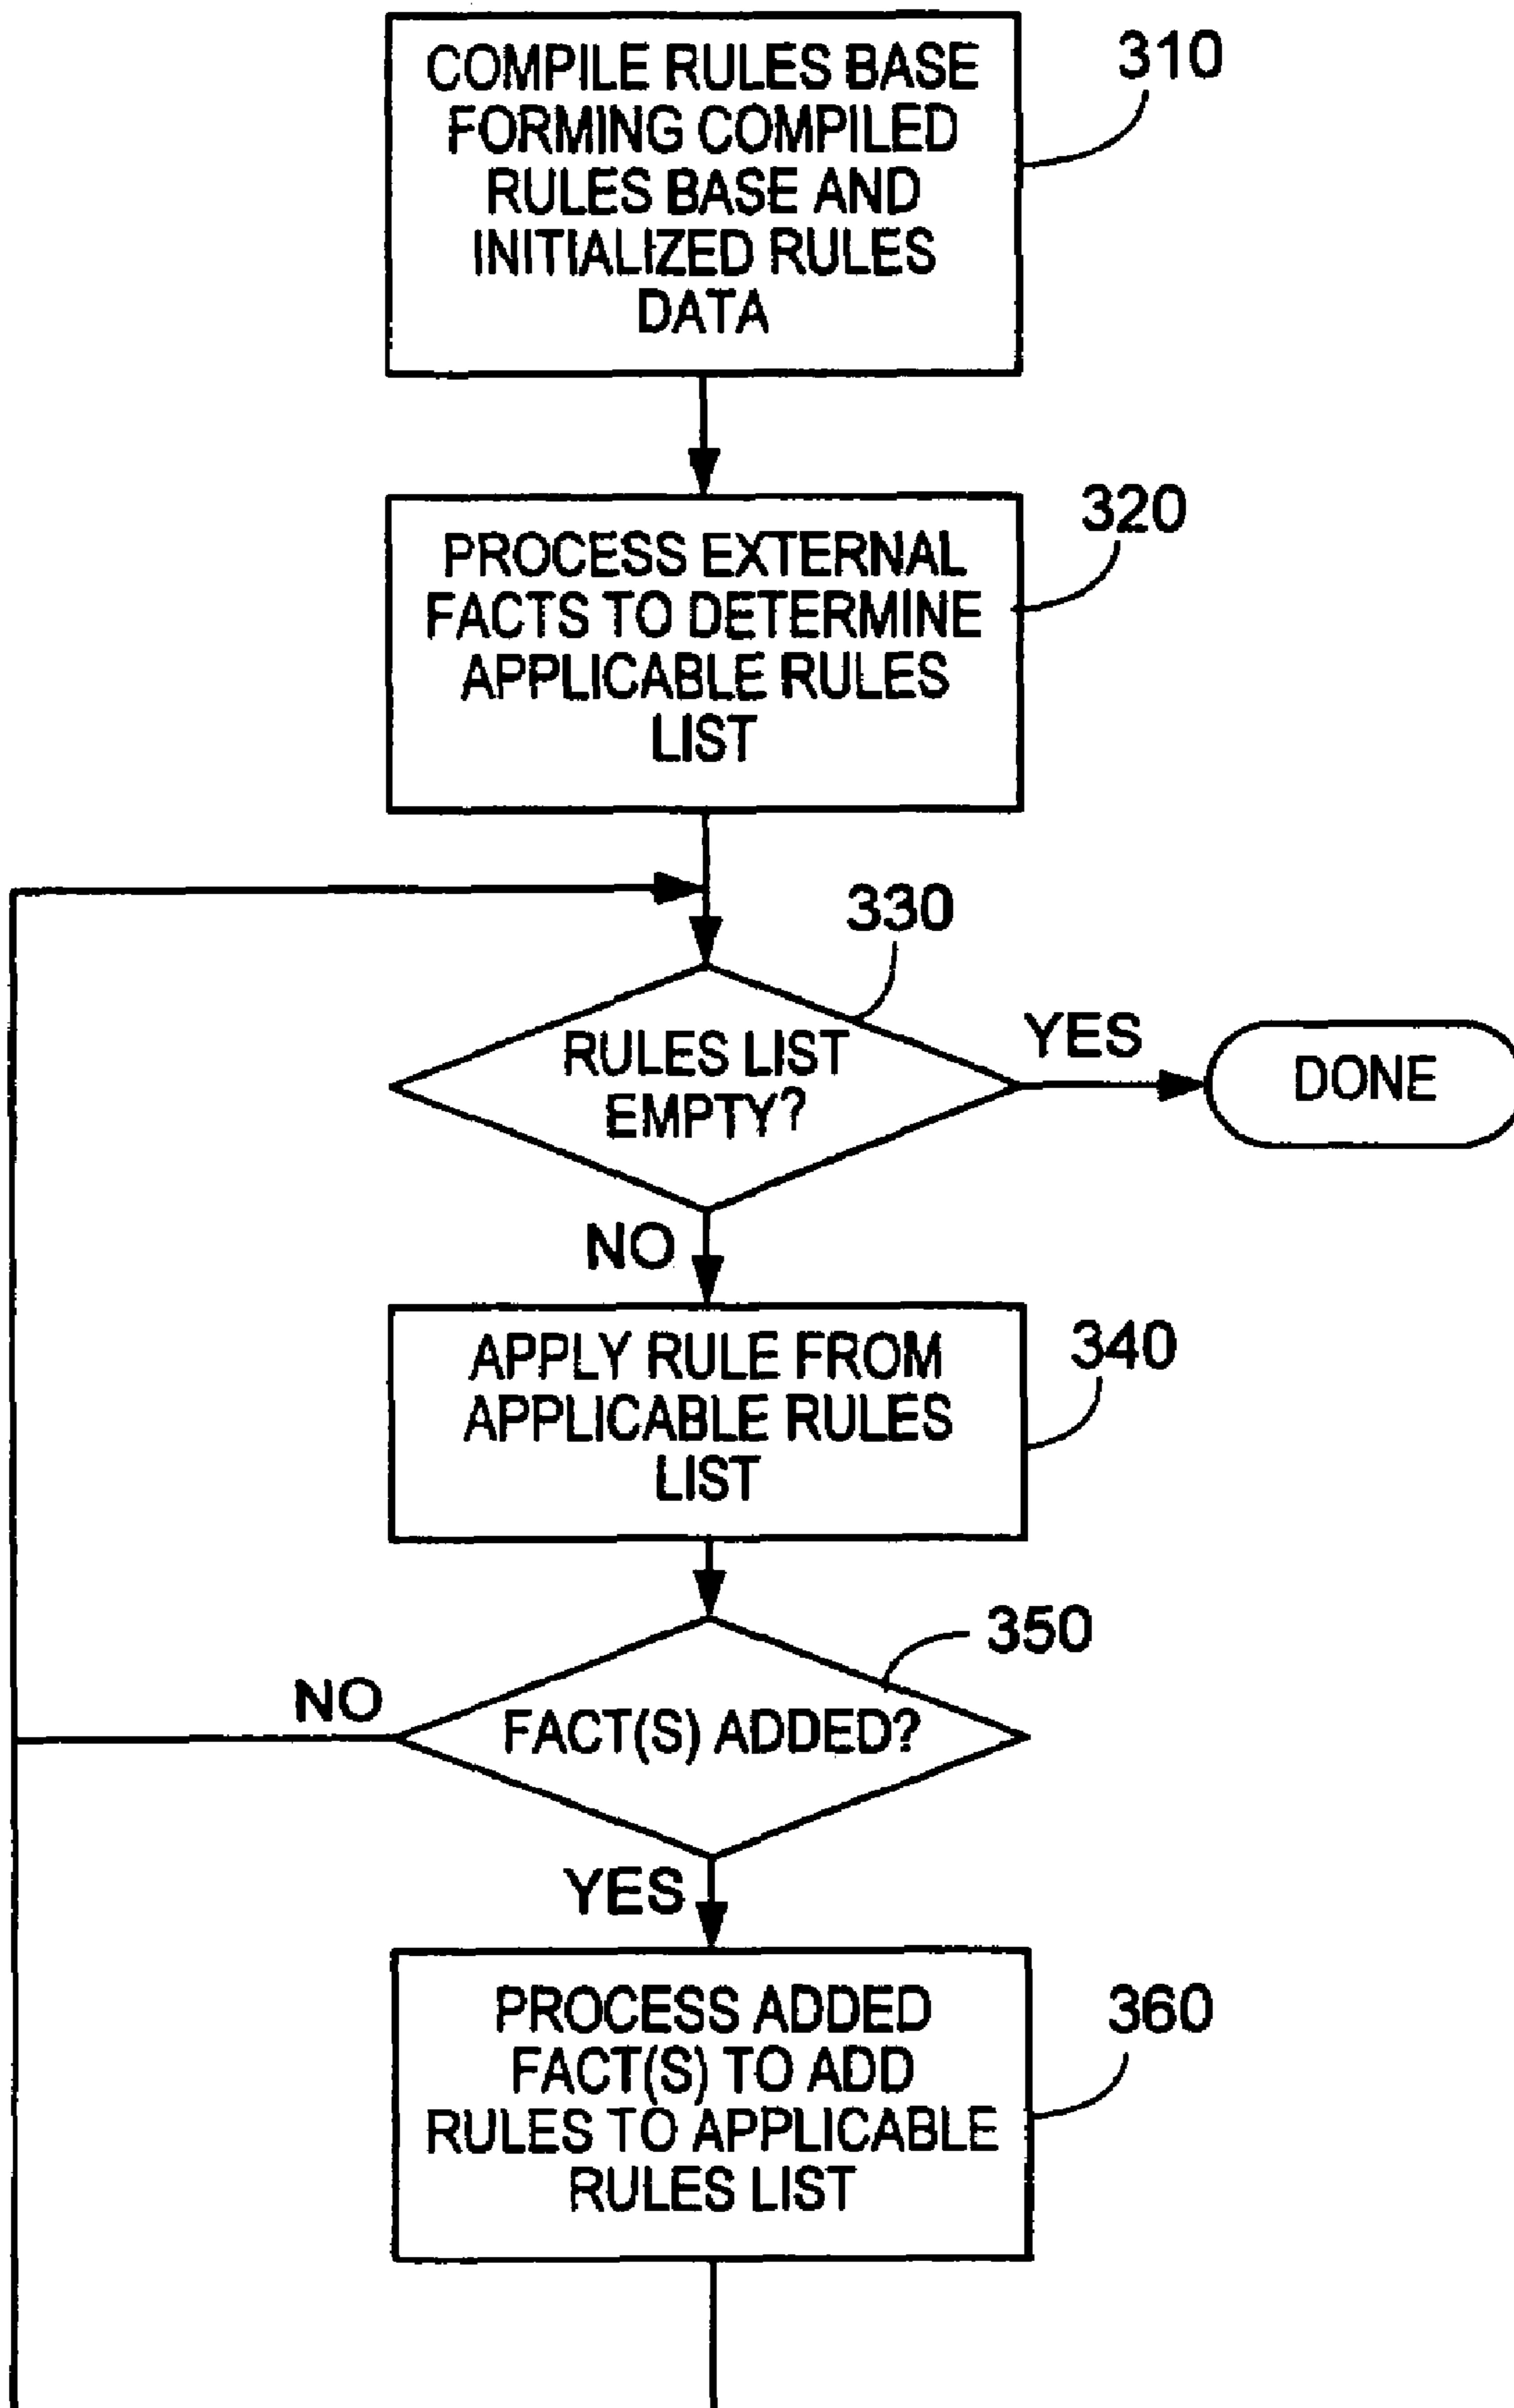 COMPILE RULES BASE
FORMING COMPILED
RULES BASE AND
INITIALIZED RULES
DATA
310
PROCESS EXTERNAL
FACTS TO DETERMINE
APPLICABLE RULES
LIST
320
330
RULES LIST
EMPTY?
YES
DONE
NO
APPLY RULE FROM
APPLICABLE RULES
LIST
340
350
NO
FACT(S) ADDED?
YES
PROCESS ADDED
FACT(S) TO ADD
RULES TO APPLICABLE
RULES LIST
360